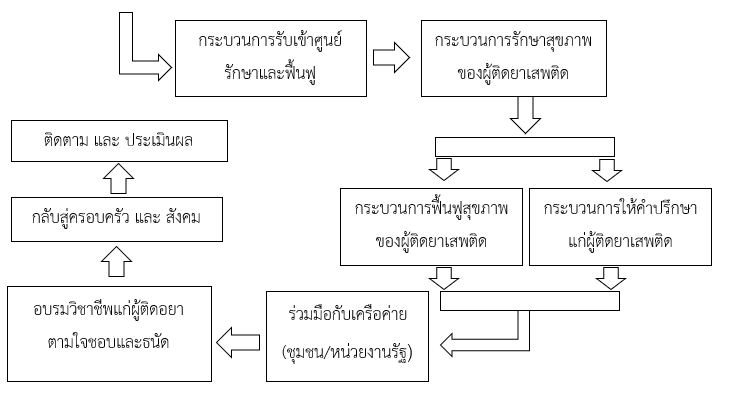 กระบวนการรับเข้าศูนย์
รักษาและฟื้นฟู
กระบวนการรักษาสุขภาพ
ของผู้ติดยาเสพติด
กระบวนการฟื้นฟูสุขภาพ
ของผู้ติดยาเสพติด
กระบวนการให้คำปรึกษา
แก่ผู้ติดยาเสพติด
ร่วมมือกับเครือค่าย
(ชุมชน/หน่วยงานรัฐ)
อบรมวิชาชีพแก่ผู้ติดอยา
ตามใจชอบและธนัด
กลับสู่ครอบครัว และ สังคม
ติดตาม และ ประเมินผล